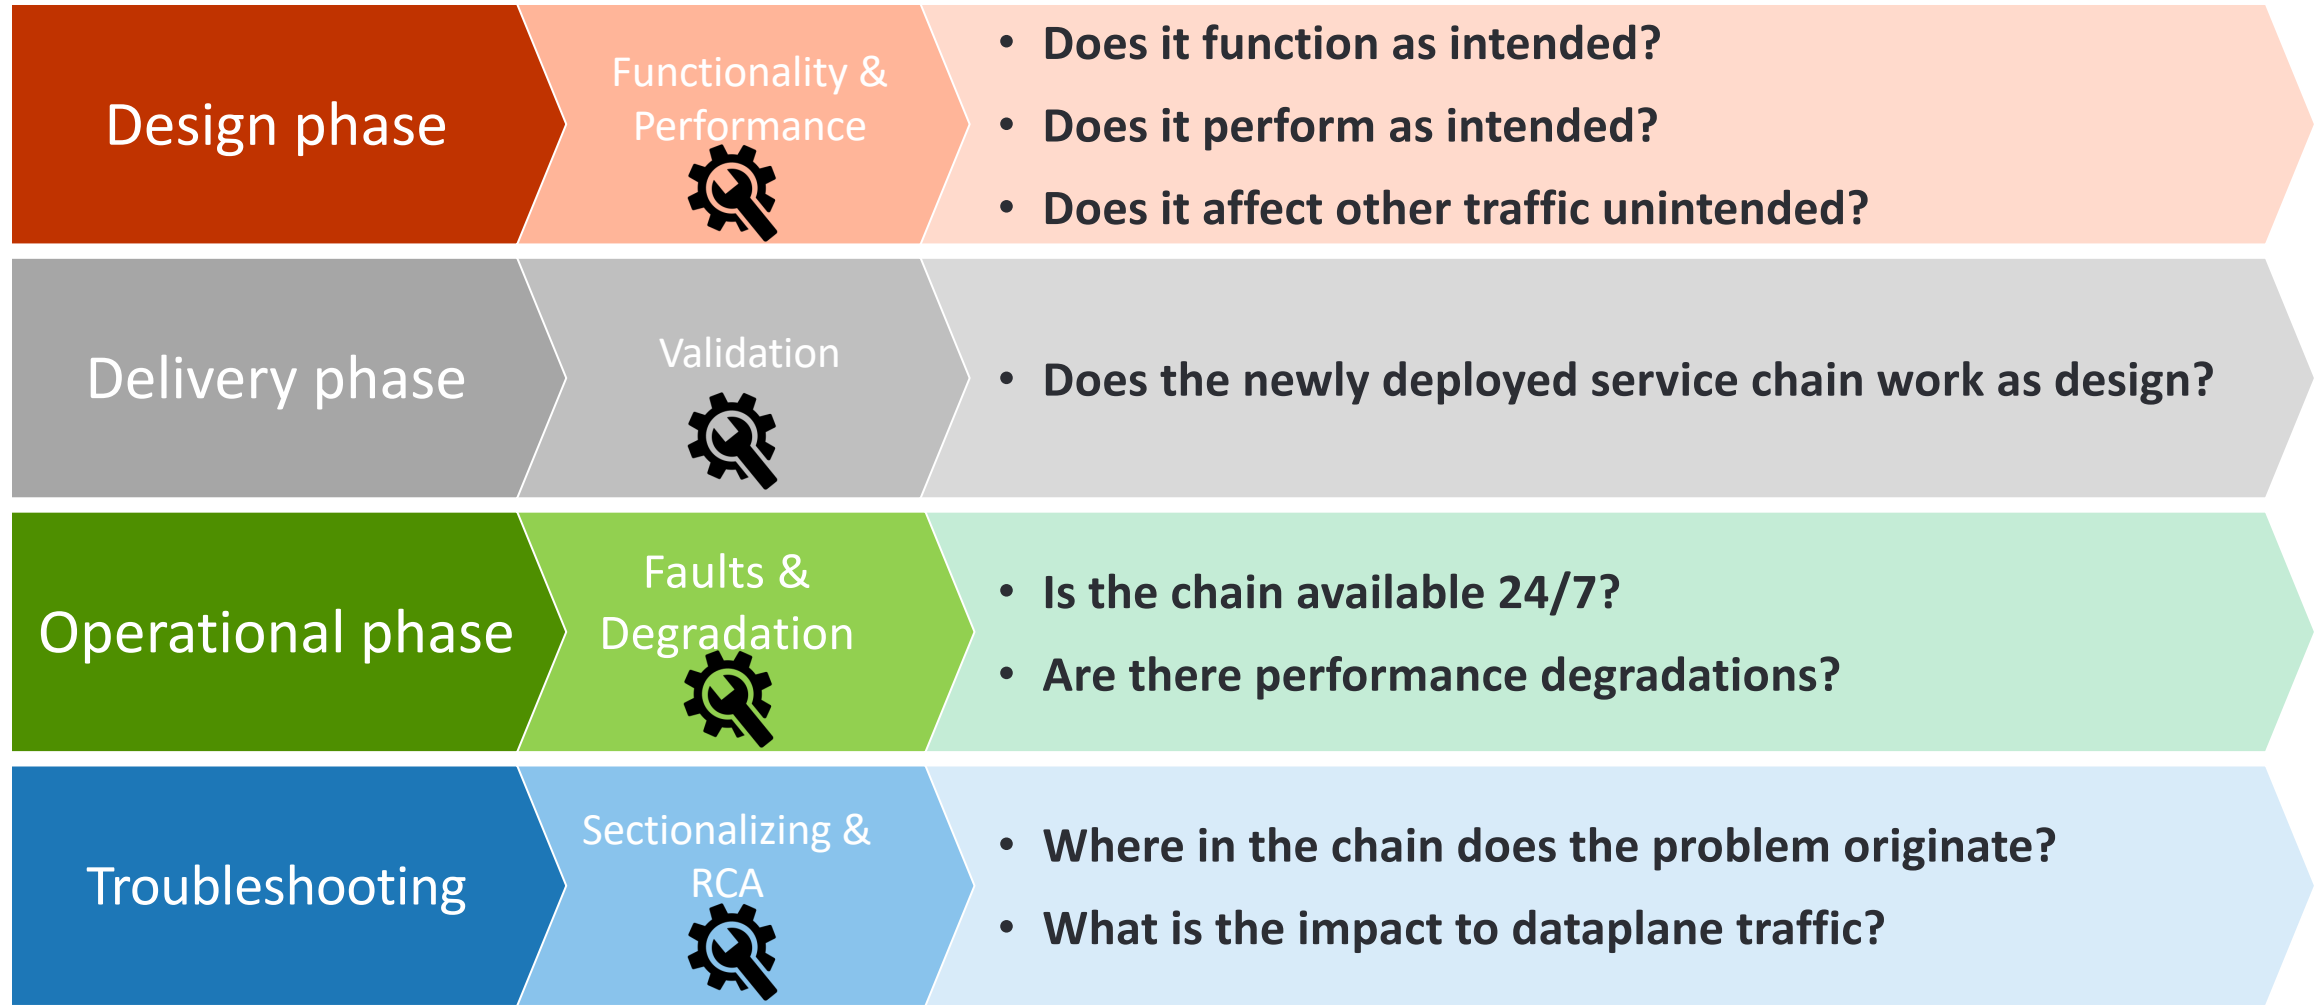 Design phase
Functionality &
Performance
• Does it function as intended?
• Does it perform as intended?
• Does it affect other traffic unintended?
Delivery phase
Validation
• Does the newly deployed service chain work as design?
Operational phase
Faults &
Degradation
• Is the chain available 24/7?
• Are there performance degradations?
Troubleshooting
Sectionalizing &
RCA
• Where in the chain does the problem originate?
• What is the impact to dataplane traffic?